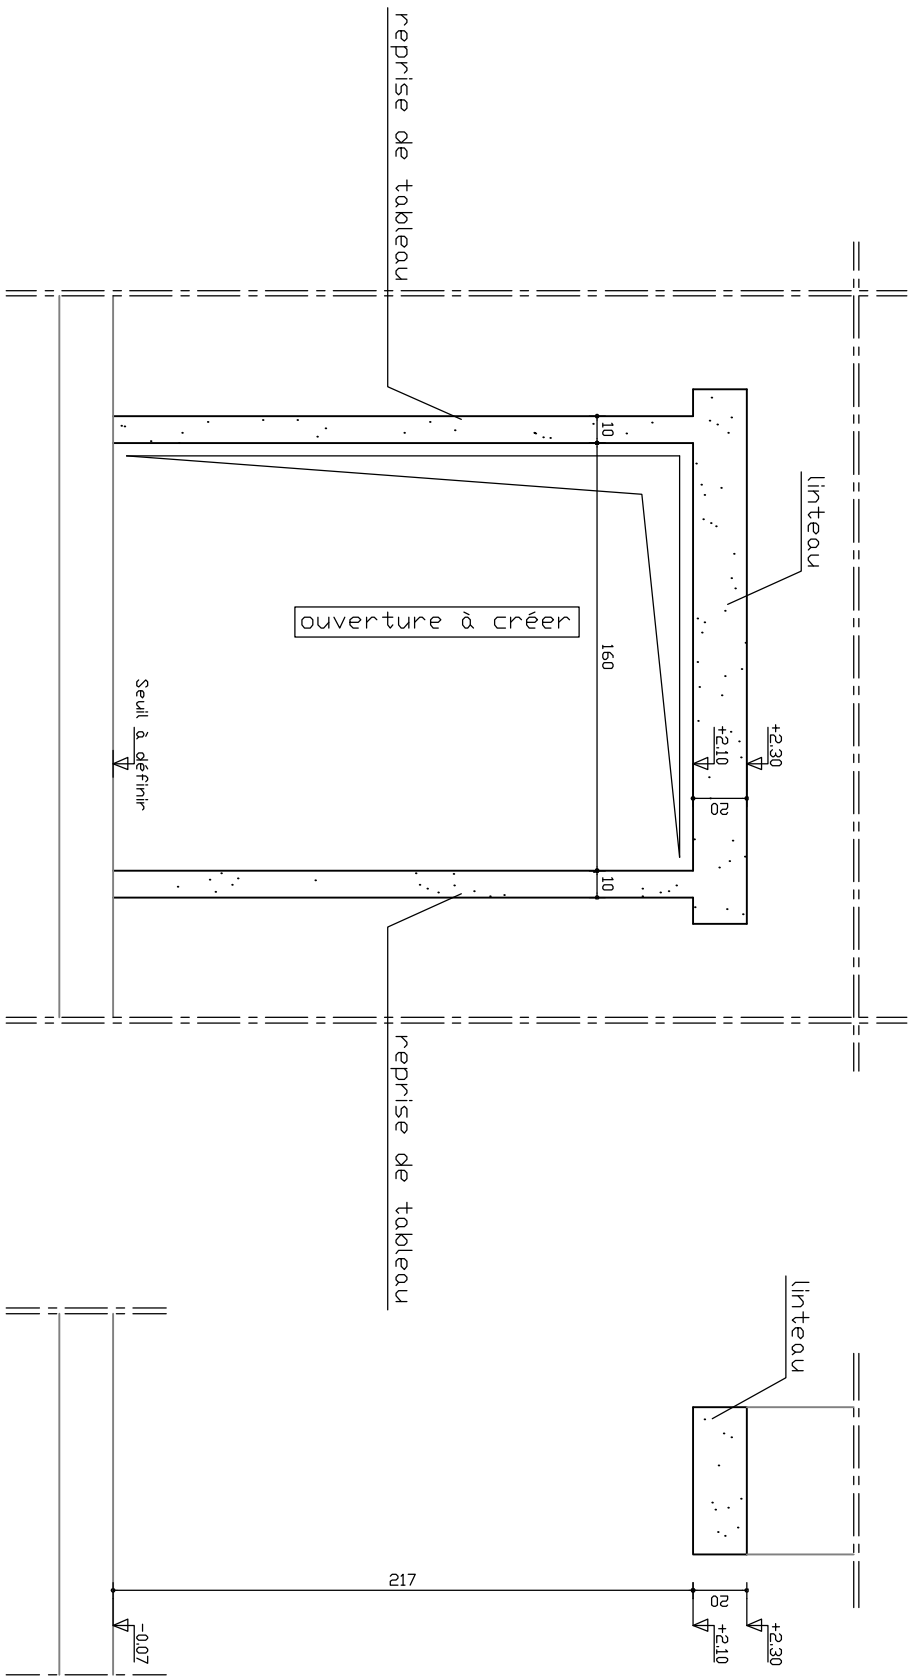 reprise de tableau
linteau
+2.30
+2.10
20
10
160
10
ouverture à créer
Seuil à définir
reprise de tableau
linteau
+2.30
+2.10
20
217
-0.07